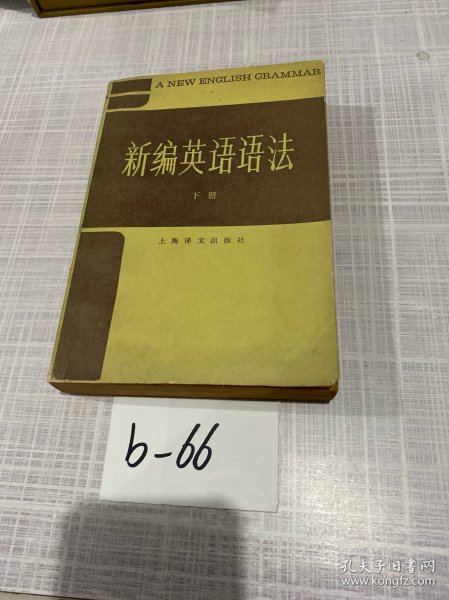 A NEW ENGLISH GRAMMAR
新编英语语法
下册
上海译文出版社
b-66
孔夫子旧书网
www.kongfz.com